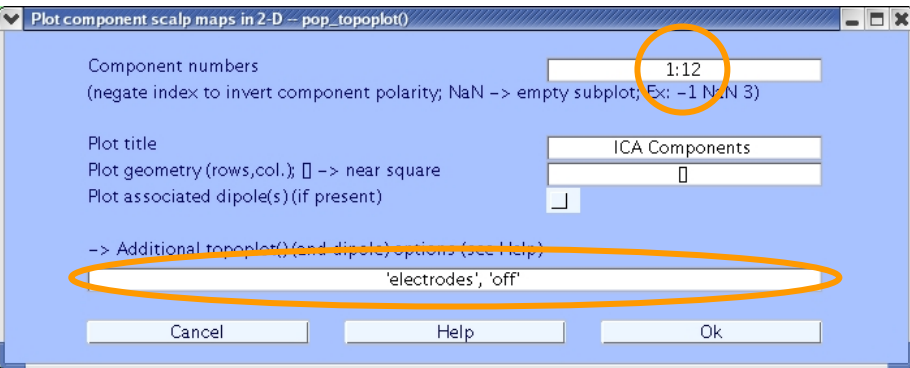 Plot component scalp maps in 2-D -- pop_topoplot()
Component numbers 1:12
(negate index to invert component polarity; NaN -> empty subplot; Ex: -1 NaN 3)
Plot title ICA Components
Plot geometry (rows,col.); [] -> near square []
Plot associated dipole(s) (if present)
-> Additional topoplot() (and dipole) options (see Help)
'electrodes', 'off'
Cancel Help Ok